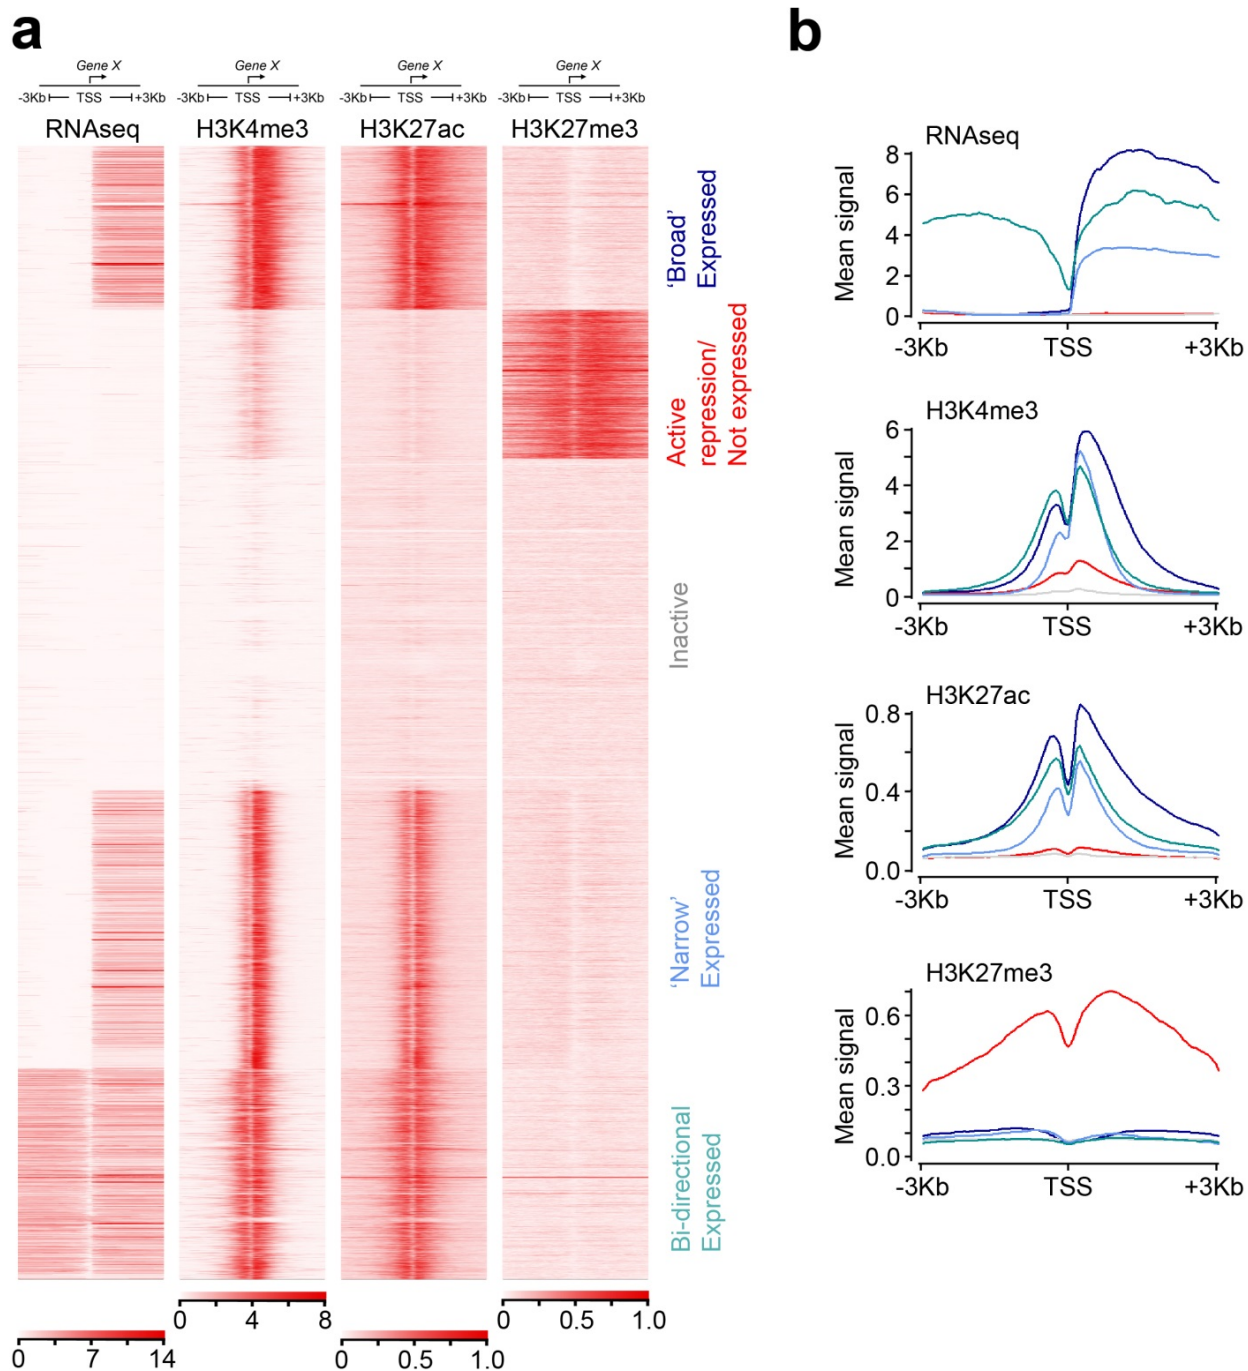 a
Gene X
Gene X
Gene X
Gene X
-3Kb TSS +3Kb
-3Kb TSS +3Kb
-3Kb TSS +3Kb
-3Kb TSS +3Kb
RNAseq
H3K4me3
H3K27ac
H3K27me3
‘Broad’
Expressed
Active
repression/
Not expressed
Inactive
‘Narrow’
Expressed
Bi-directional
Expressed
0 7 14
0 4 8
0 0.5 1.0
0 0.5 1.0
b
RNAseq
Mean signal
8
6
4
2
0
-3Kb TSS +3Kb
H3K4me3
Mean signal
6
4
2
0
-3Kb TSS +3Kb
H3K27ac
Mean signal
0.8
0.4
0.0
-3Kb TSS +3Kb
H3K27me3
Mean signal
0.6
0.3
0.0
-3Kb TSS +3Kb